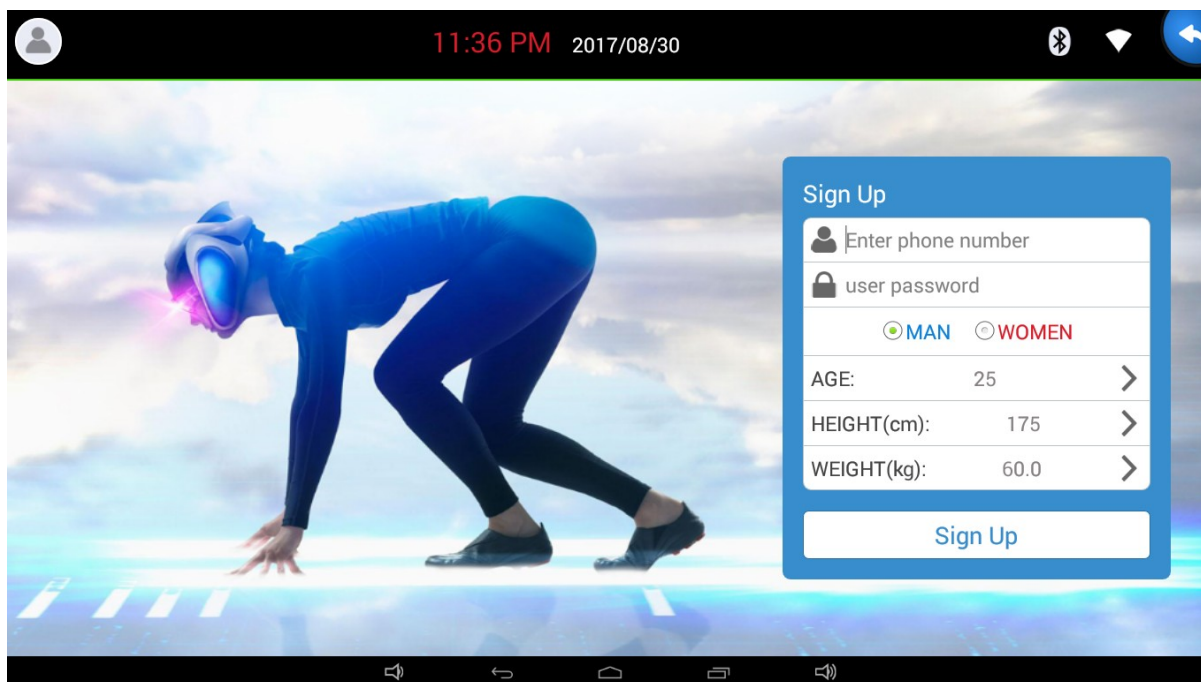 11:36 PM 2017/08/30
Sign Up
Enter phone number
user password
MAN WOMEN
AGE: 25
HEIGHT(cm): 175
WEIGHT(kg): 60.0
Sign Up